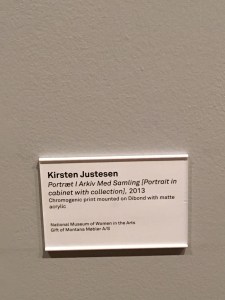 Kirsten Justesen
Portræt I Arkiv Med Samling [Portrait in
cabinet with collection], 2013
Chromogenic print mounted on Dibond with matte
acrylic
National Museum of Women in the Arts
Gift of Montana Møbler A/S